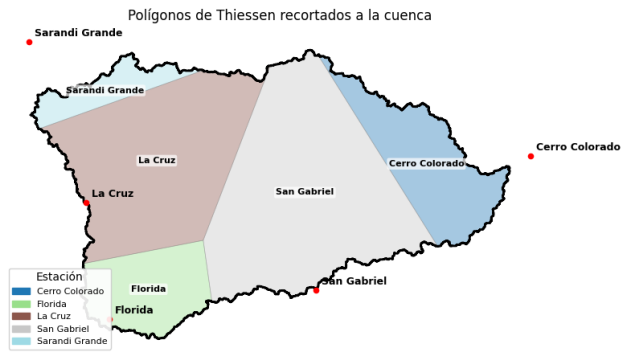 Polígonos de Thiessen recortados a la cuenca
Sarandi Grande
Sarandi Grande
La Cruz
Cerro Colorado
Cerro Colorado
La Cruz
San Gabriel
San Gabriel
Florida
Florida
Estación
Cerro Colorado
Florida
La Cruz
San Gabriel
Sarandi Grande